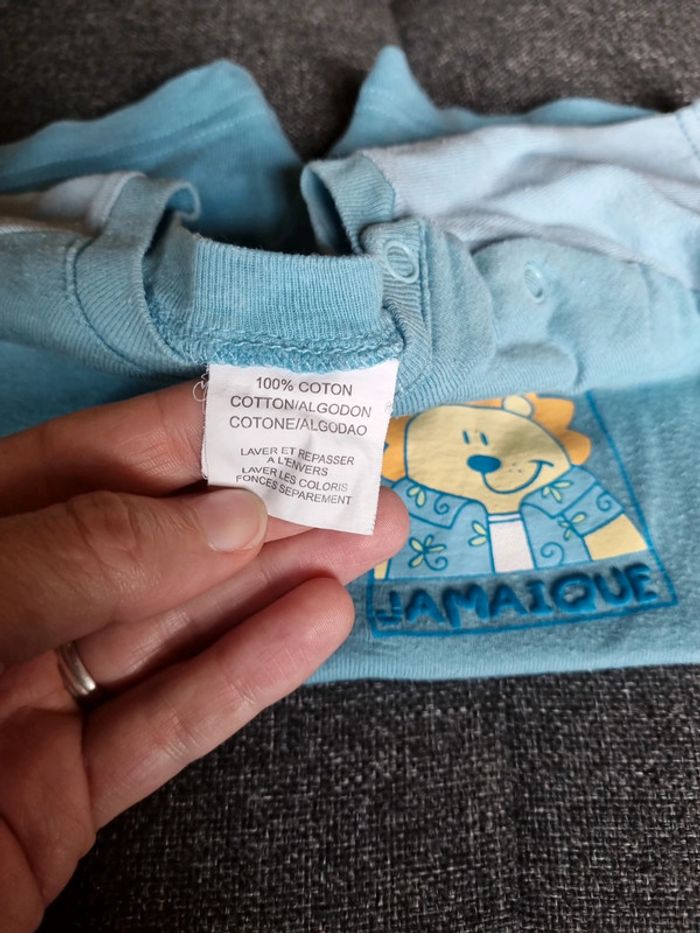 100% COTON
COTTON/ALGODON
COTONE/ALGODAO
LAVER ET REPASSER
A L'ENVERS
LAVER LES COLORIS
FONCES SEPAREMENT
JAMAIQUE